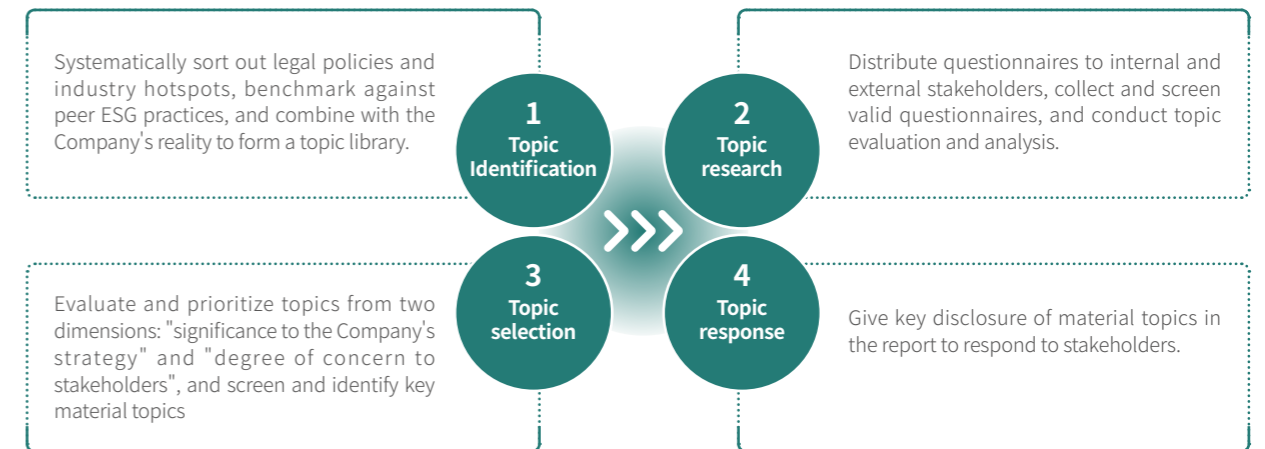 Systematically sort out legal policies and
industry hotspots, benchmark against
peer ESG practices, and combine with the
Company's reality to form a topic library.
1
Topic
Identification
2
Topic
research
Distribute questionnaires to internal and
external stakeholders, collect and screen
valid questionnaires, and conduct topic
evaluation and analysis.
Evaluate and prioritize topics from two
dimensions: "significance to the Company's
strategy" and "degree of concern to
stakeholders", and screen and identify key
material topics
3
Topic
selection
4
Topic
response
Give key disclosure of material topics in
the report to respond to stakeholders.